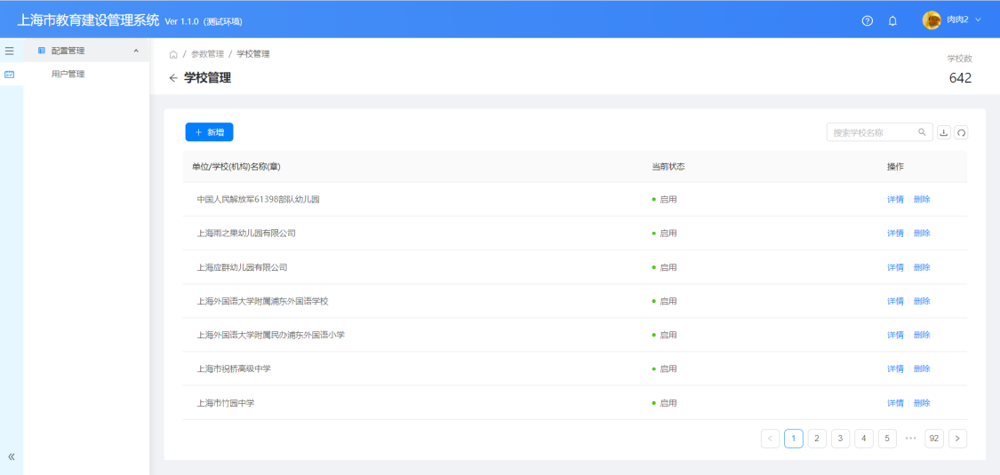 上海市教育建设管理系统 Ver 1.1.0 (测试环境)
肉肉2
配置管理
用户管理
/ 参数管理 / 学校管理
学校管理
学校数
642
+ 新增
搜索学校名称
单位/学校(机构)名称(章) 当前状态 操作
中国人民解放军61398部队幼儿园 启用 详情 删除
上海雨之果幼儿园有限公司 启用 详情 删除
上海应群幼儿园有限公司 启用 详情 删除
上海外国语大学附属浦东外国语学校 启用 详情 删除
上海外国语大学附属民办浦东外国语小学 启用 详情 删除
上海市祝桥高级中学 启用 详情 删除
上海市竹园中学 启用 详情 删除
< 1 2 3 4 5 ••• 92 >